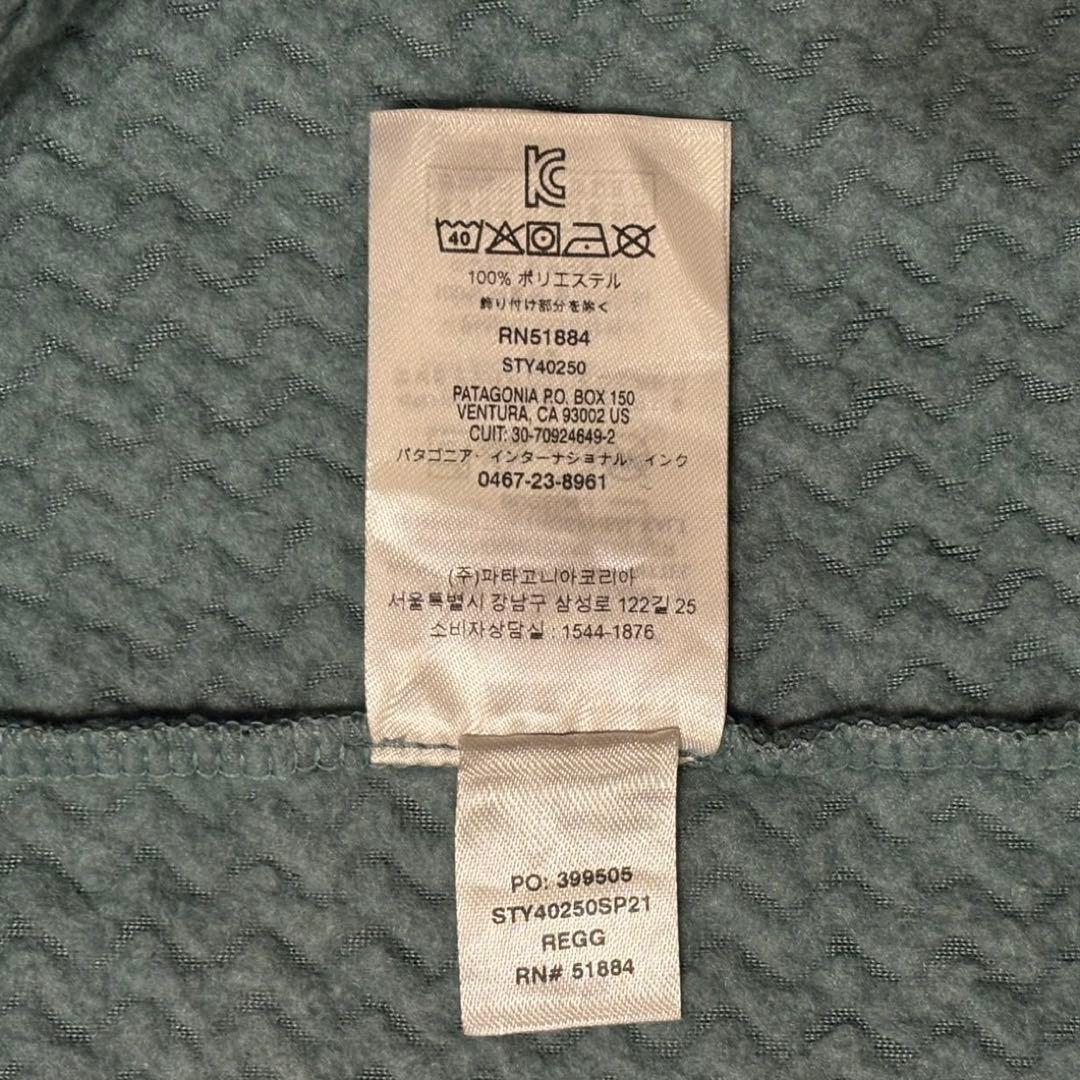 KC
40
100% ポリエステル
飾り付け部分を除く
RN51884
STY40250
PATAGONIA P.O. BOX 150
VENTURA, CA 93002 US
CUIT: 30-70924649-2
パタゴニア・インターナショナル・インク
0467-23-8961
(주)파타고니아코리아
서울특별시 강남구 삼성로 122길 25
소비자상담실 : 1544-1876
PO: 399505
STY40250SP21
REGG
RN# 51884